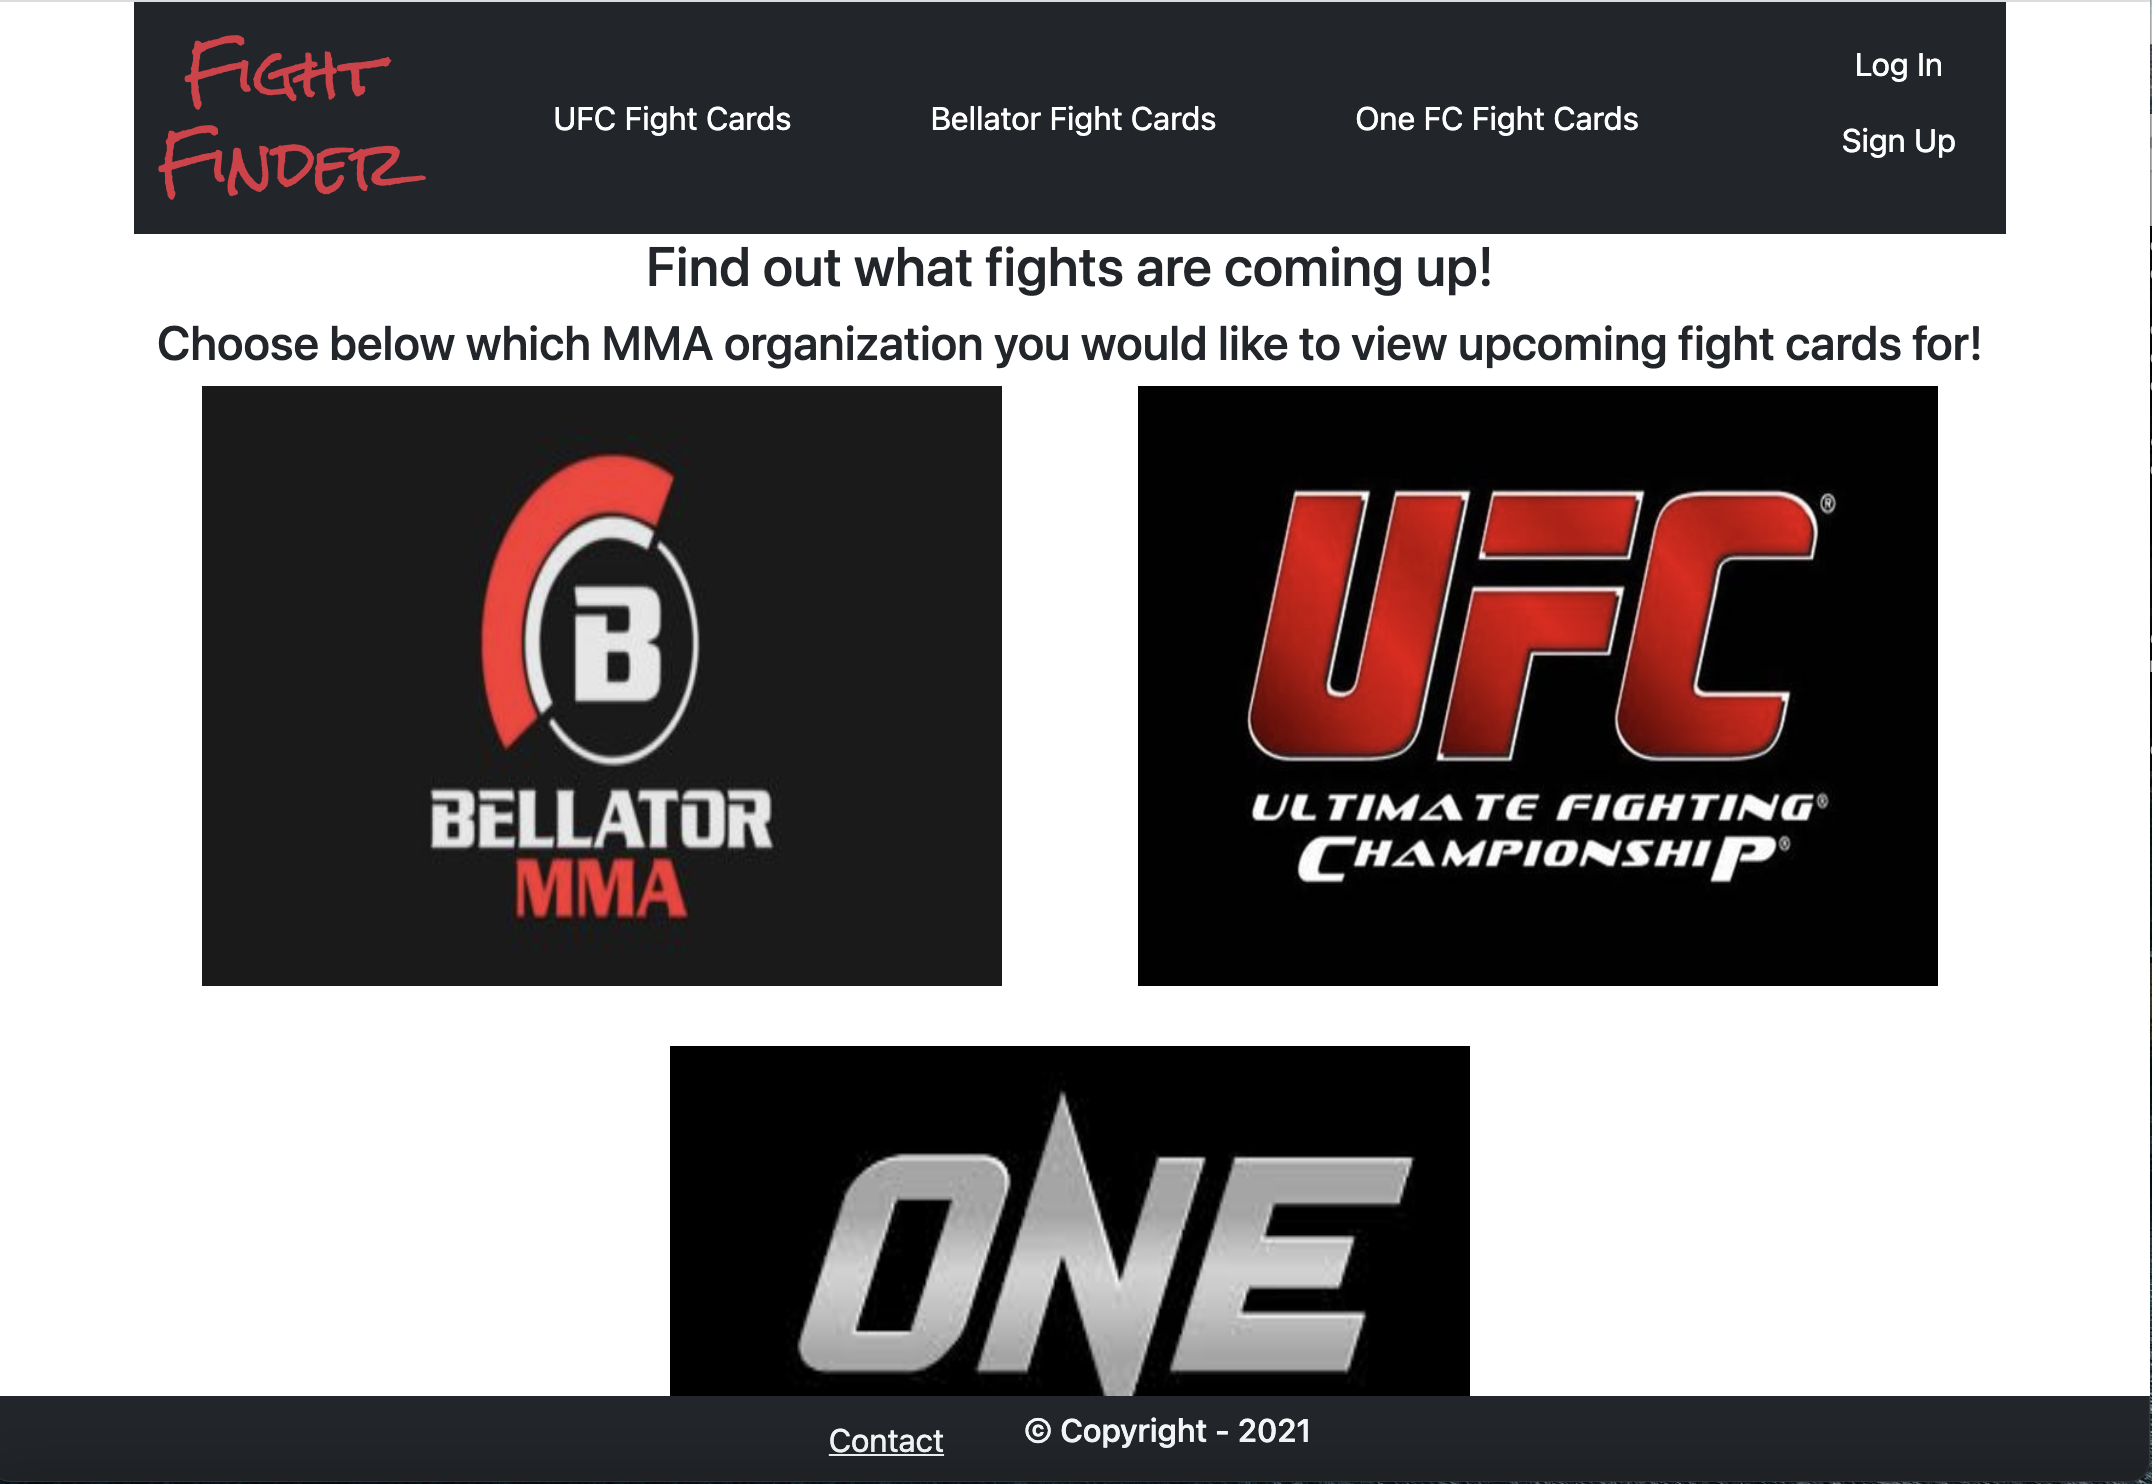 FIGHT
FINDER
UFC Fight Cards
Bellator Fight Cards
One FC Fight Cards
Log In
Sign Up
Find out what fights are coming up!
Choose below which MMA organization you would like to view upcoming fight cards for!
B
BELLATOR
MMA
UFC®
ULTIMATE FIGHTING®
CHAMPIONSHIP®
ONE
Contact
© Copyright - 2021